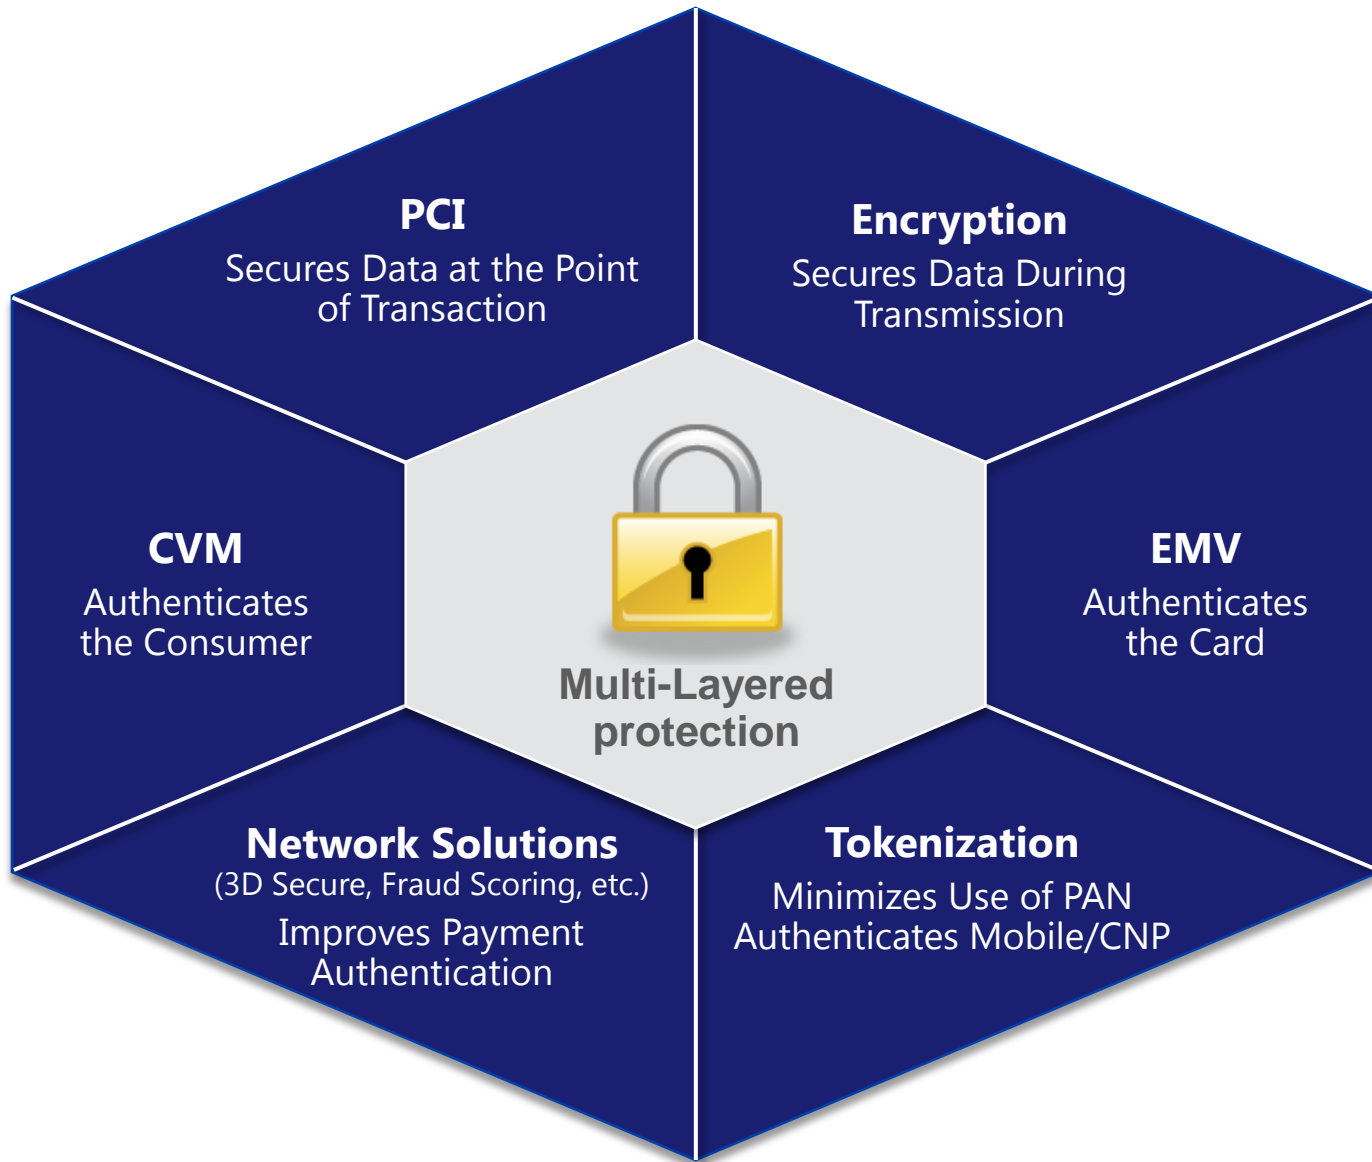 PCI
Secures Data at the Point
of Transaction
Encryption
Secures Data During
Transmission
CVM
Authenticates
the Consumer
EMV
Authenticates
the Card
Multi-Layered
protection
Network Solutions
(3D Secure, Fraud Scoring, etc.)
Improves Payment
Authentication
Tokenization
Minimizes Use of PAN
Authenticates Mobile/CNP